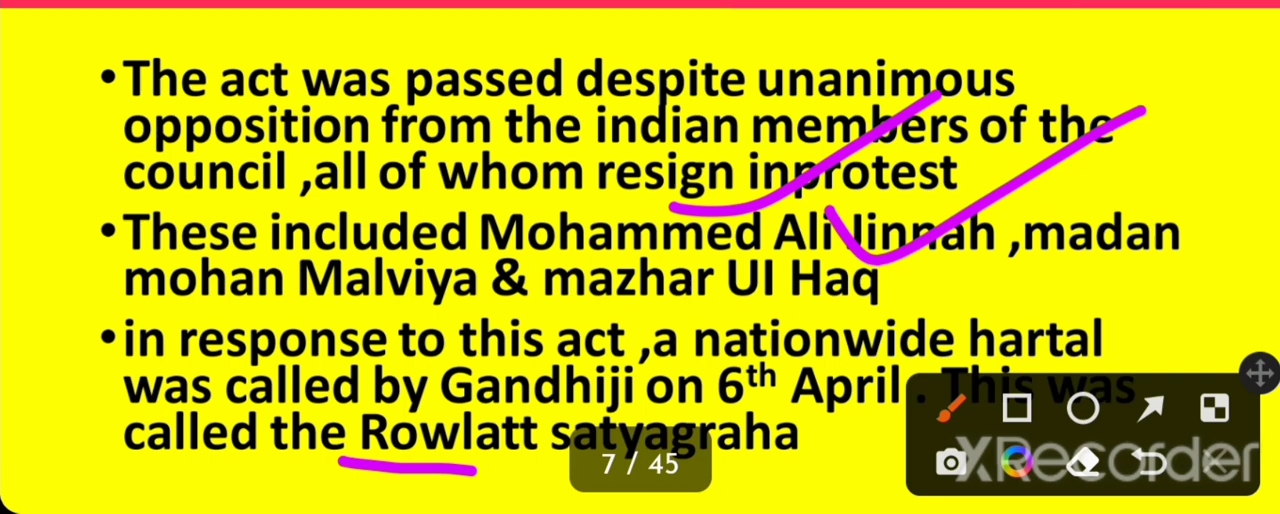 •The act was passed despite unanimous
opposition from the indian members of the
council ,all of whom resign inprotest
•These included Mohammed Ali Jinnah ,madan
mohan Malviya & mazhar Ul Haq
•in response to this act ,a nationwide hartal
was called by Gandhiji on 6th April . This was
called the Rowlatt satyagraha
7 / 45
XRecorder